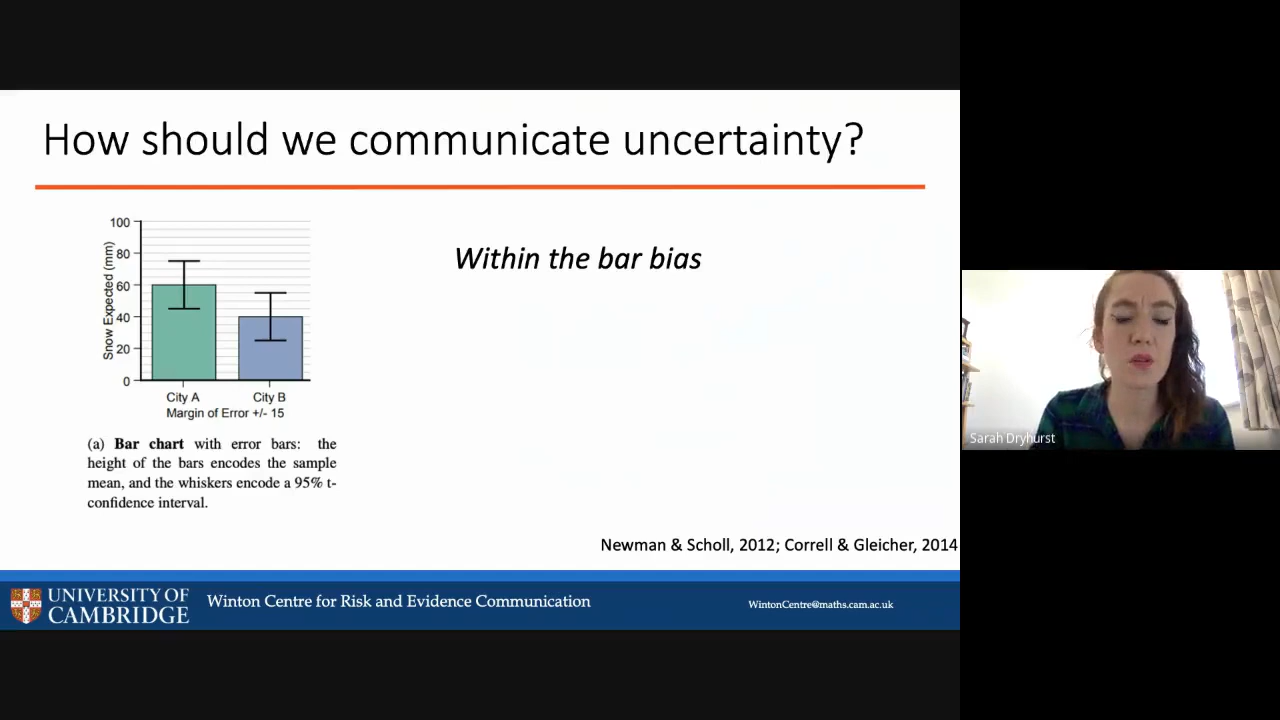 How should we communicate uncertainty?
Within the bar bias
100
80
60
40
20
0
Snow Expected (mm)
City A City B
Margin of Error +/- 15
(a) Bar chart with error bars: the
height of the bars encodes the sample
mean, and the whiskers encode a 95% t-
confidence interval.
Newman & Scholl, 2012; Correll & Gleicher, 2014
UNIVERSITY OF
CAMBRIDGE
Winton Centre for Risk and Evidence Communication
WintonCentre@maths.cam.ac.uk
Sarah Dryhurst